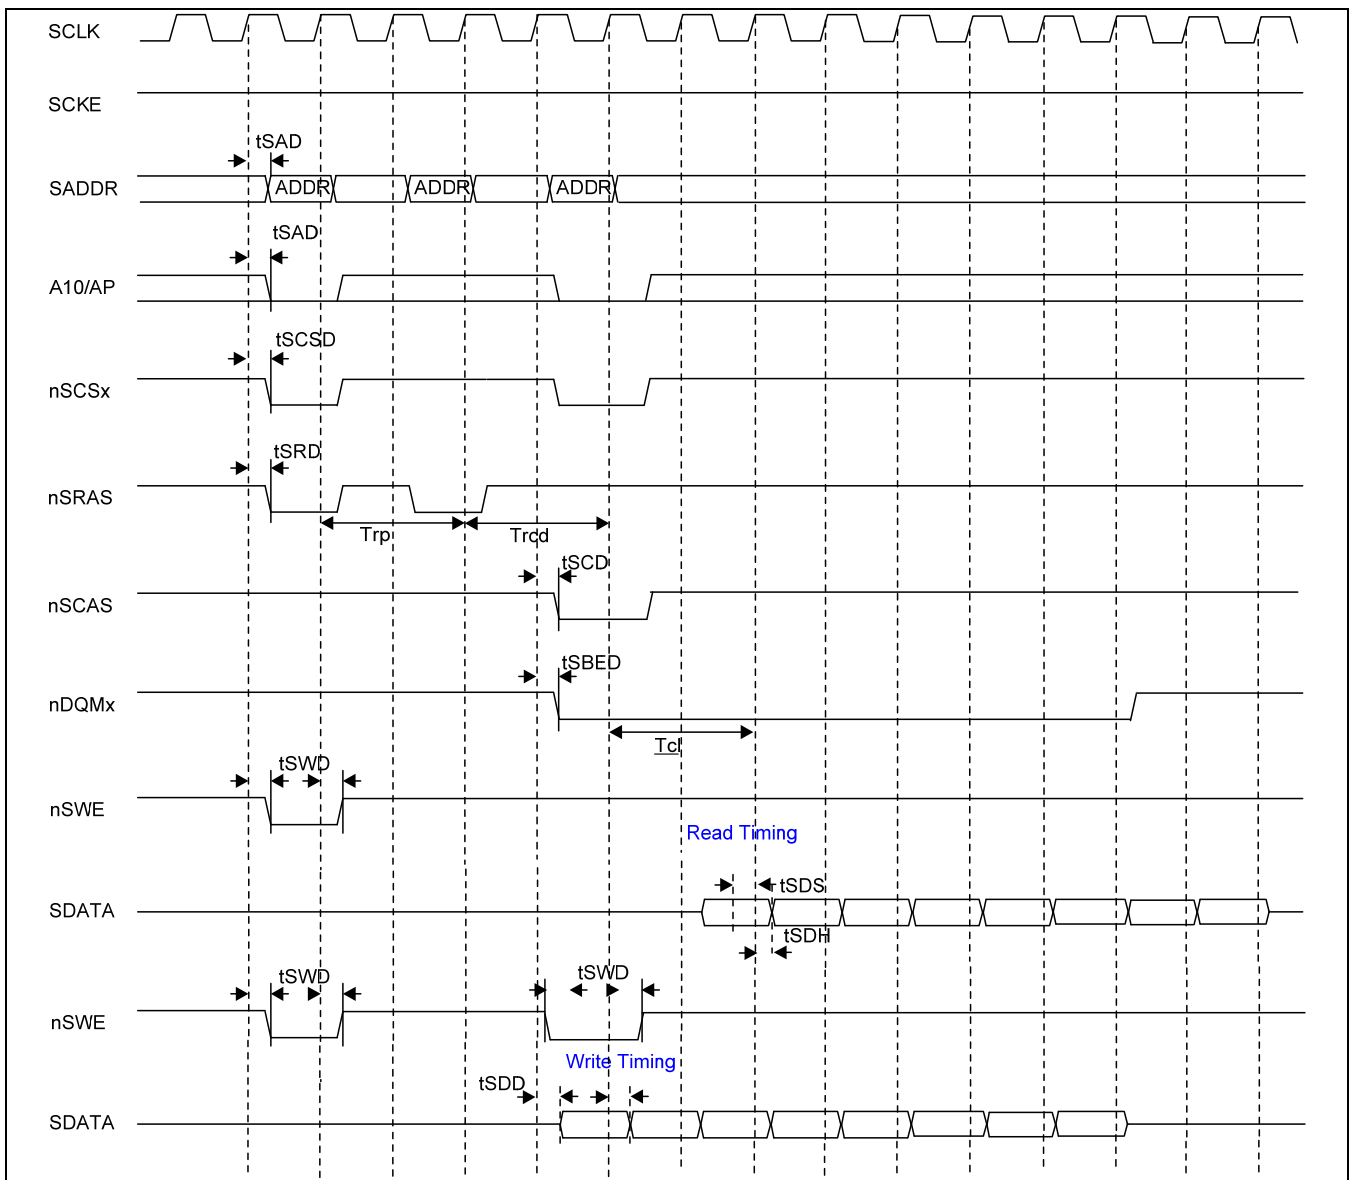 SCLK
SCKE
tSAD
SADDR ADDR ADDR ADDR
tSAD
A10/AP
tSCSD
nSCSx
tSRD
nSRAS
Trp Trcd
tSCD
nSCAS
tSBED
nDQMx
Tcl
tSWD
nSWE
Read Timing
tSDS
SDATA
tSDH
tSWD tSWD
nSWE
Write Timing
tSDD
SDATA